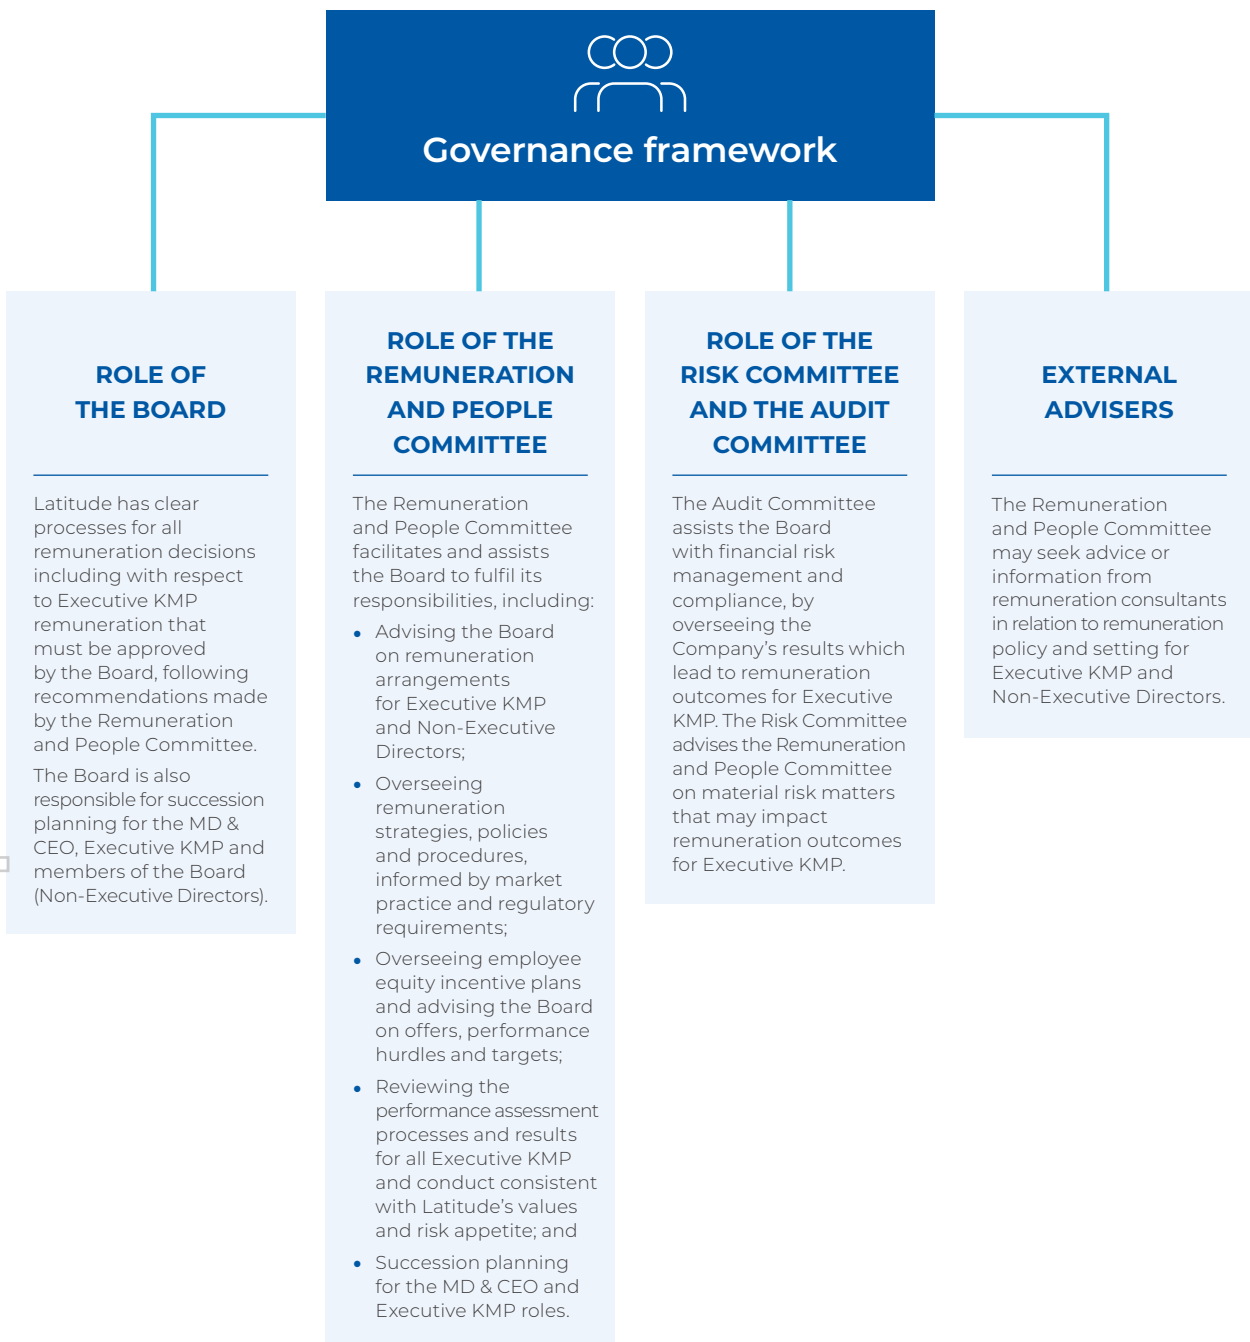 Governance framework
ROLE OF
THE BOARD
Latitude has clear
processes for all
remuneration decisions
including with respect
to Executive KMP
remuneration that
must be approved
by the Board, following
recommendations made
by the Remuneration
and People Committee.
The Board is also
responsible for succession
planning for the MD &
CEO, Executive KMP and
members of the Board
(Non-Executive Directors).
ROLE OF THE
REMUNERATION
AND PEOPLE
COMMITTEE
The Remuneration
and People Committee
facilitates and assists
the Board to fulfil its
responsibilities, including:
• Advising the Board
on remuneration
arrangements
for Executive KMP
and Non-Executive
Directors;
• Overseeing
remuneration
strategies, policies
and procedures,
informed by market
practice and regulatory
requirements;
• Overseeing employee
equity incentive plans
and advising the Board
on offers, performance
hurdles and targets;
• Reviewing the
performance assessment
processes and results
for all Executive KMP
and conduct consistent
with Latitude’s values
and risk appetite; and
• Succession planning
for the MD & CEO and
Executive KMP roles.
ROLE OF THE
RISK COMMITTEE
AND THE AUDIT
COMMITTEE
The Audit Committee
assists the Board
with financial risk
management and
compliance, by
overseeing the
Company’s results which
lead to remuneration
outcomes for Executive
KMP. The Risk Committee
advises the Remuneration
and People Committee
on material risk matters
that may impact
remuneration outcomes
for Executive KMP.
EXTERNAL
ADVISERS
The Remuneration
and People Committee
may seek advice or
information from
remuneration consultants
in relation to remuneration
policy and setting for
Executive KMP and
Non-Executive Directors.